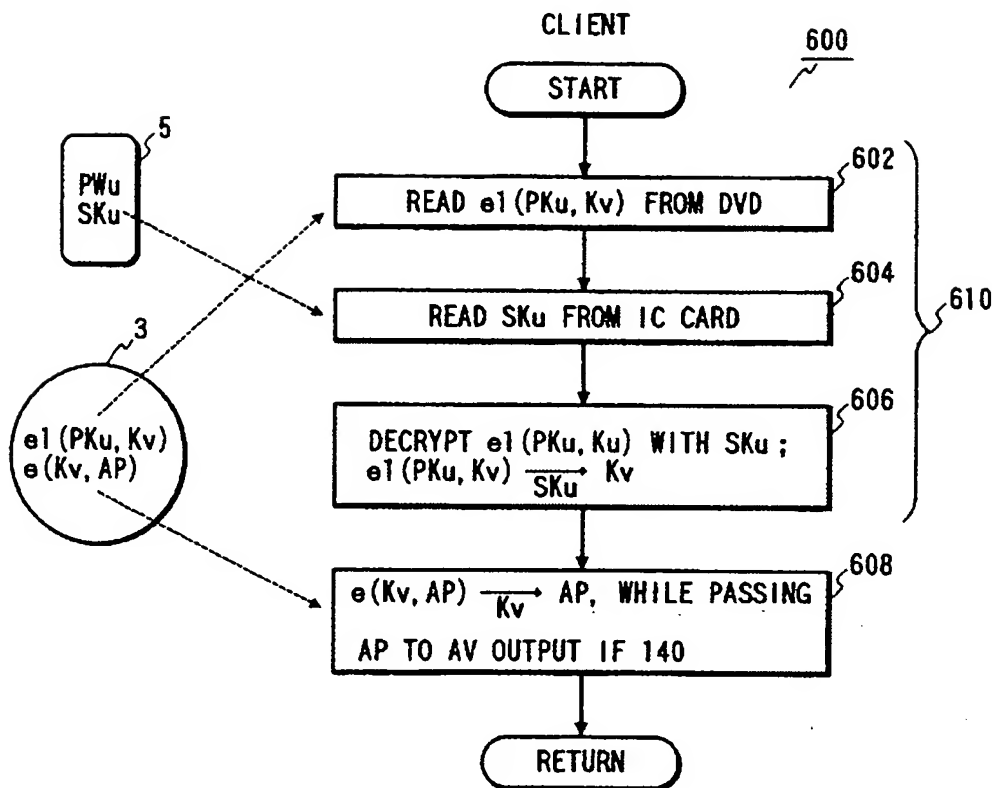 CLIENT
600
START
5
PWu
SKu
602
READ e1(PKu, Kv) FROM DVD
604
READ SKu FROM IC CARD
610
3
e1(PKu, Kv)
e(Kv, AP)
606
DECRYPT e1(PKu, Ku) WITH SKu ;
e1(PKu, Kv) → Kv
SKu
608
e(Kv, AP) → AP, WHILE PASSING
Kv
AP TO AV OUTPUT IF 140
RETURN